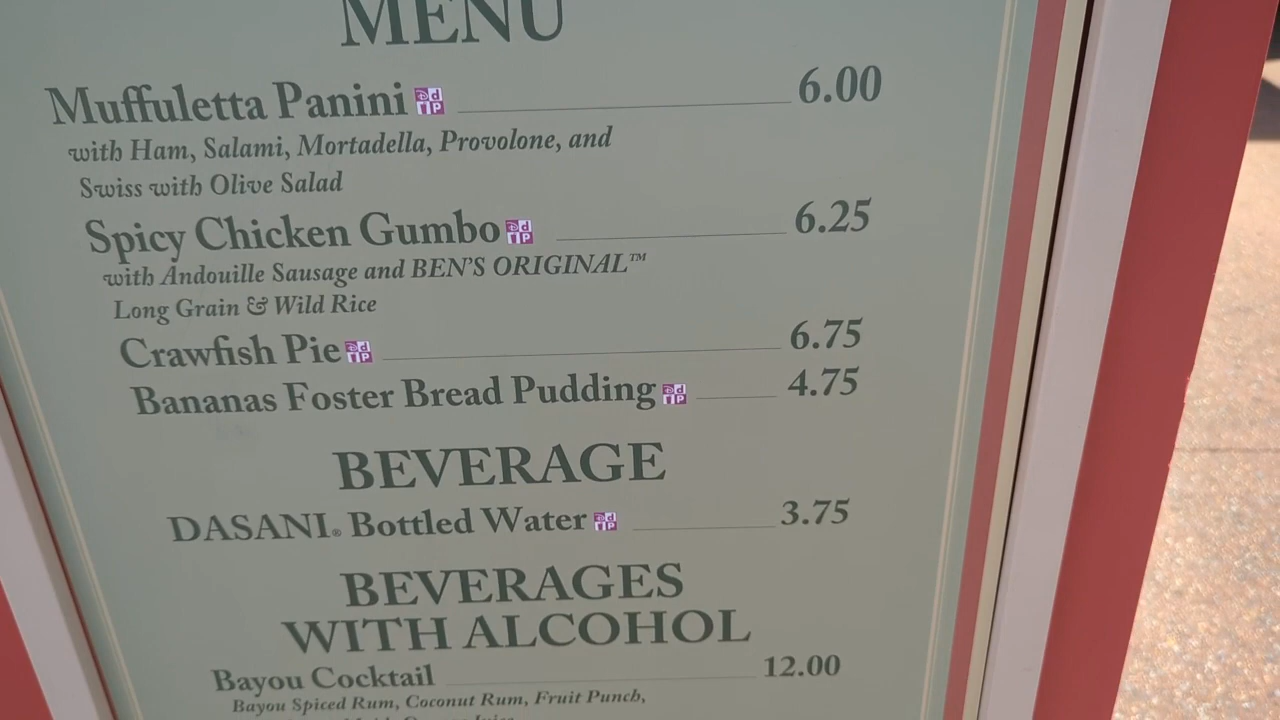 MENU
Muffuletta Panini 6.00
with Ham, Salami, Mortadella, Provolone, and
Swiss with Olive Salad
Spicy Chicken Gumbo 6.25
with Andouille Sausage and BEN'S ORIGINAL™
Long Grain & Wild Rice
Crawfish Pie 6.75
Bananas Foster Bread Pudding 4.75
BEVERAGE
DASANI® Bottled Water 3.75
BEVERAGES
WITH ALCOHOL
Bayou Cocktail 12.00
Bayou Spiced Rum, Coconut Rum, Fruit Punch,